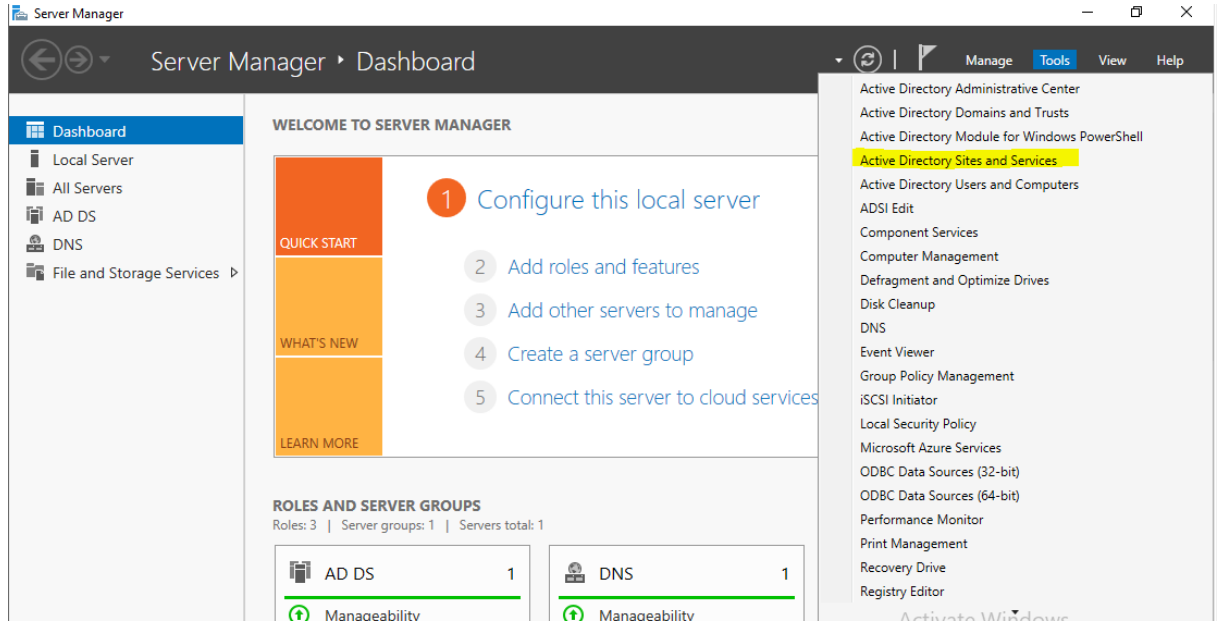 Server Manager
Server Manager ‣ Dashboard
Manage Tools View Help
Dashboard
Local Server
All Servers
AD DS
DNS
File and Storage Services
WELCOME TO SERVER MANAGER
QUICK START
WHAT'S NEW
LEARN MORE
1 Configure this local server
2 Add roles and features
3 Add other servers to manage
4 Create a server group
5 Connect this server to cloud services
ROLES AND SERVER GROUPS
Roles: 3 | Server groups: 1 | Servers total: 1
AD DS 1
Manageability
DNS 1
Manageability
Active Directory Administrative Center
Active Directory Domains and Trusts
Active Directory Module for Windows PowerShell
Active Directory Sites and Services
Active Directory Users and Computers
ADSI Edit
Component Services
Computer Management
Defragment and Optimize Drives
Disk Cleanup
DNS
Event Viewer
Group Policy Management
iSCSI Initiator
Local Security Policy
Microsoft Azure Services
ODBC Data Sources (32-bit)
ODBC Data Sources (64-bit)
Performance Monitor
Print Management
Recovery Drive
Registry Editor
Activate Windows